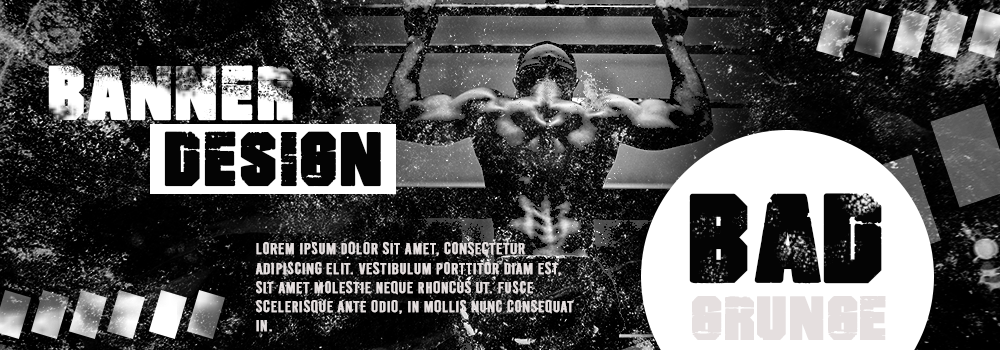 BANNER
DESIGN
LOREM IPSUM DOLOR SIT AMET, CONSECTETUR
ADIPISCING ELIT. VESTIBULUM PORTTITOR DIAM EST,
SIT AMET MOLESTIE NEQUE RHONCUS UT. FUSCE
SCELERISQUE ANTE ODIO, IN MOLLIS NUNC CONSEQUAT
IN.
BAD
GRUNGE